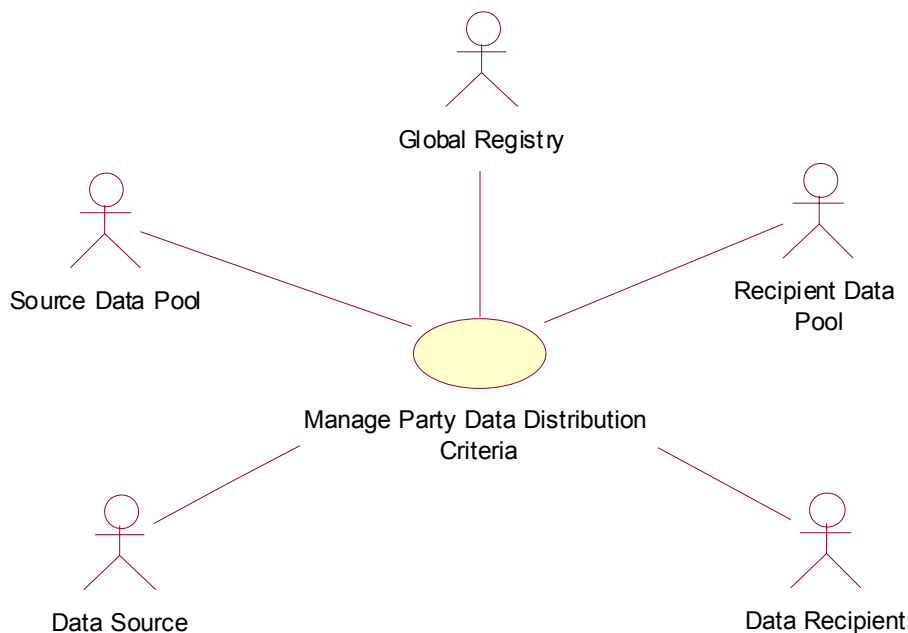 Global Registry
Source Data Pool
Recipient Data
Pool
Manage Party Data Distribution
Criteria
Data Source
Data Recipient